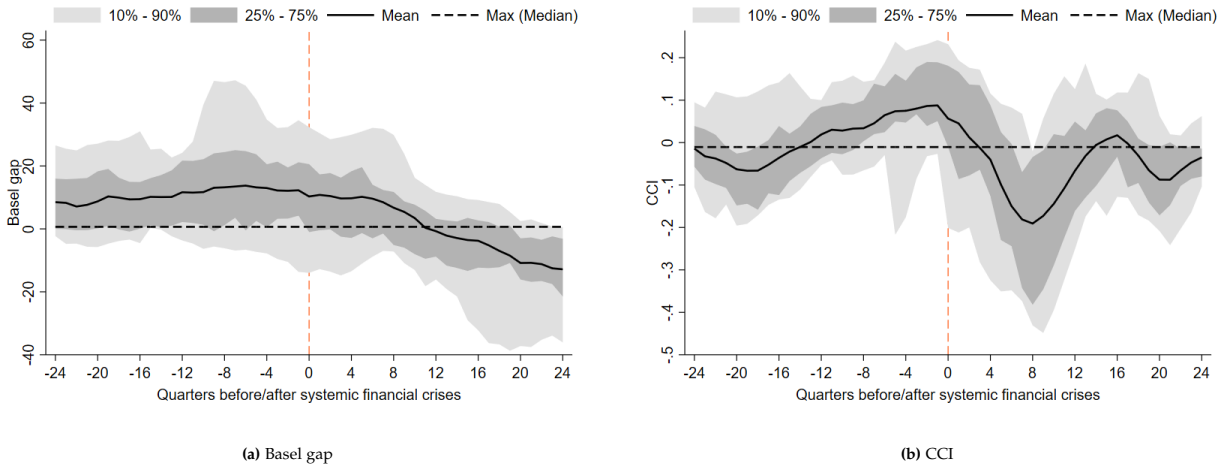 10% - 90% 25% - 75% Mean Max (Median)
60
40
20
0
-20
-40
Basel gap
-24 -20 -16 -12 -8 -4 0 4 8 12 16 20 24
Quarters before/after systemic financial crises
(a) Basel gap
10% - 90% 25% - 75% Mean Max (Median)
.2
.1
0
-.1
-.2
-.3
-.4
-.5
CCI
-24 -20 -16 -12 -8 -4 0 4 8 12 16 20 24
Quarters before/after systemic financial crises
(b) CCI